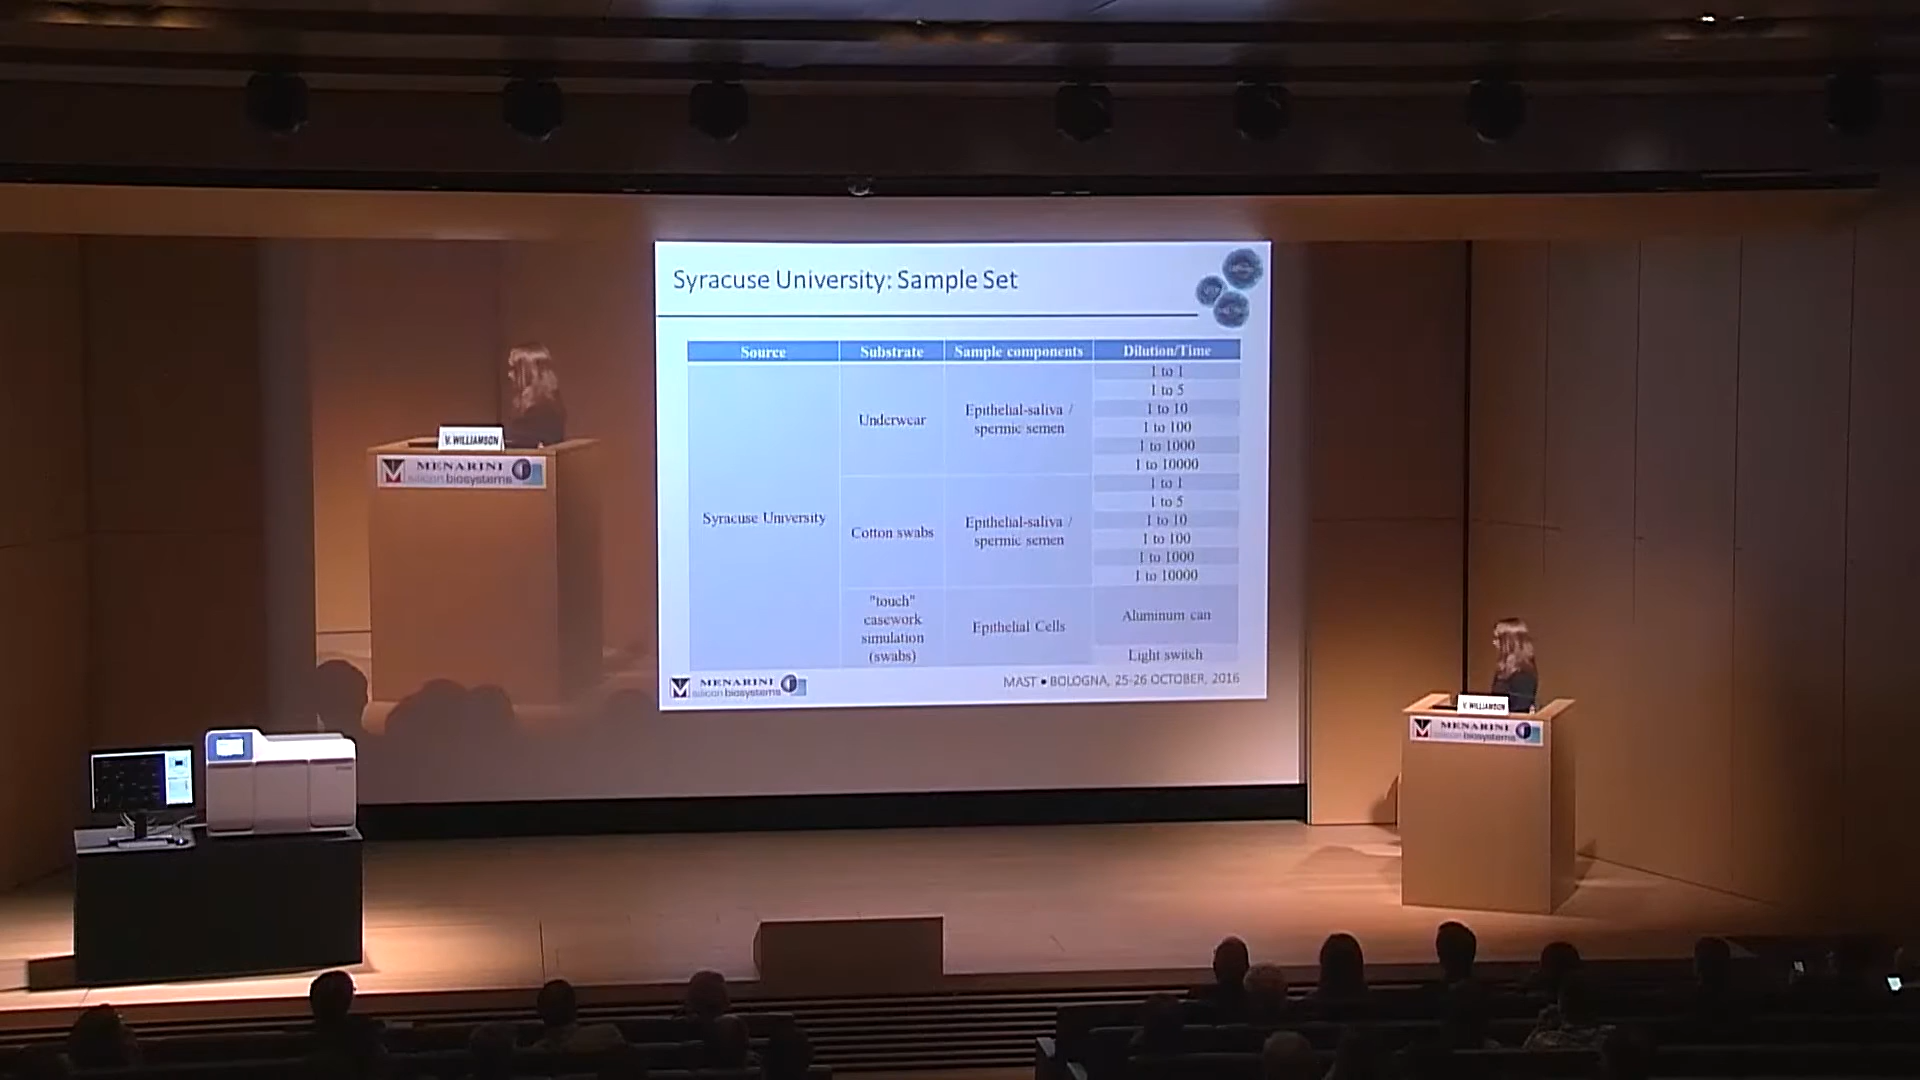 Syracuse University: Sample Set
Source Substrate Sample components Dilution/Time
Syracuse University
Underwear
Epithelial-saliva /
spermic semen
1 to 1
1 to 5
1 to 10
1 to 100
1 to 1000
1 to 10000
Cotton swabs
Epithelial-saliva /
spermic semen
1 to 1
1 to 5
1 to 10
1 to 100
1 to 1000
1 to 10000
"touch"
casework
simulation
(swabs)
Epithelial Cells
Aluminum can
Light switch
MENARINI
silicon biosystems
MAST • BOLOGNA, 25-26 OCTOBER, 2016
V. WILLIAMSON
MENARINI
silicon biosystems
V. WILLIAMSON
MENARINI
silicon biosystems